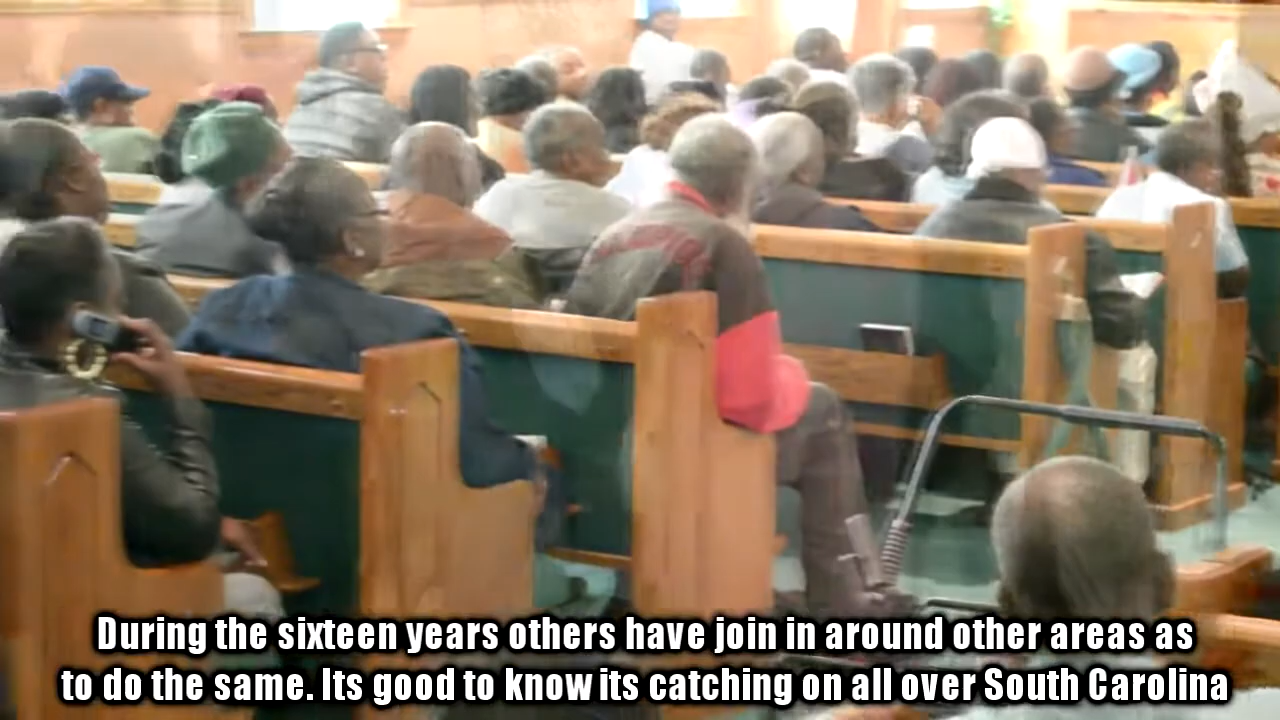 During the sixteen years others have join in around other areas as
to do the same. Its good to know its catching on all over South Carolina